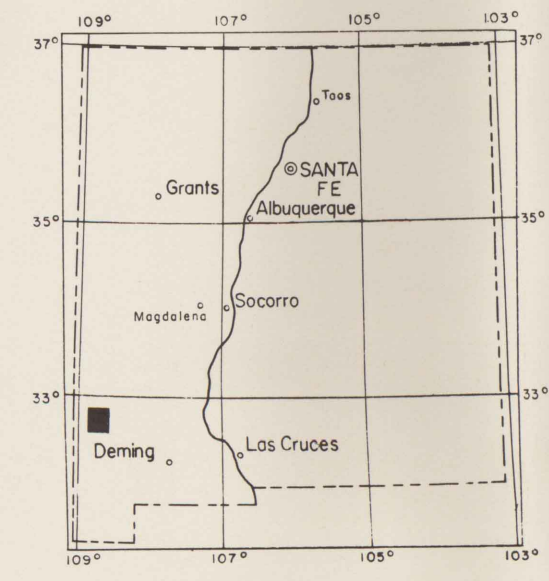 109°
107°
105°
103°
37°
37°
Taos
SANTA
FE
Grants
Albuquerque
35°
35°
Socorro
Magdalena
33°
33°
Deming
Las Cruces
109°
107°
105°
103°